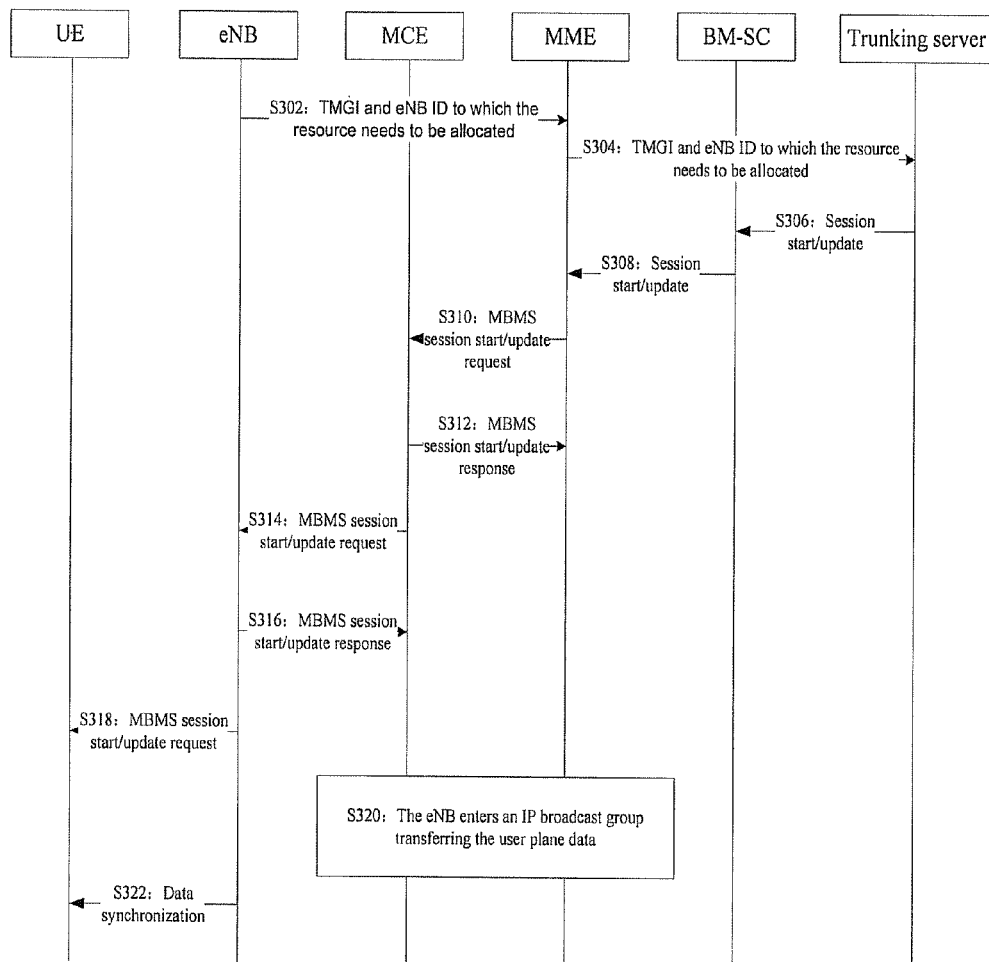 UE
eNB
MCE
MME
BM-SC
Trunking server
S302: TMGI and eNB ID to which the
resource needs to be allocated
S304: TMGI and eNB ID to which the resource
needs to be allocated
S306: Session
start/update
S308: Session
start/update
S310: MBMS
session start/update
request
S312: MBMS
session start/update
response
S314: MBMS session
start/update request
S316: MBMS session
start/update response
S318: MBMS session
start/update request
S320: The eNB enters an IP broadcast group
transferring the user plane data
S322: Data
synchronization